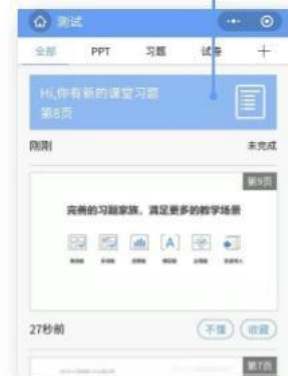 测试
全部 PPT 习题 试卷
Hi,你有新的课堂习题
第8页
刚刚 未完成
第9页
完善的习题家族，满足更多的教学场景
[A]
27秒前 不懂 收藏
第7页